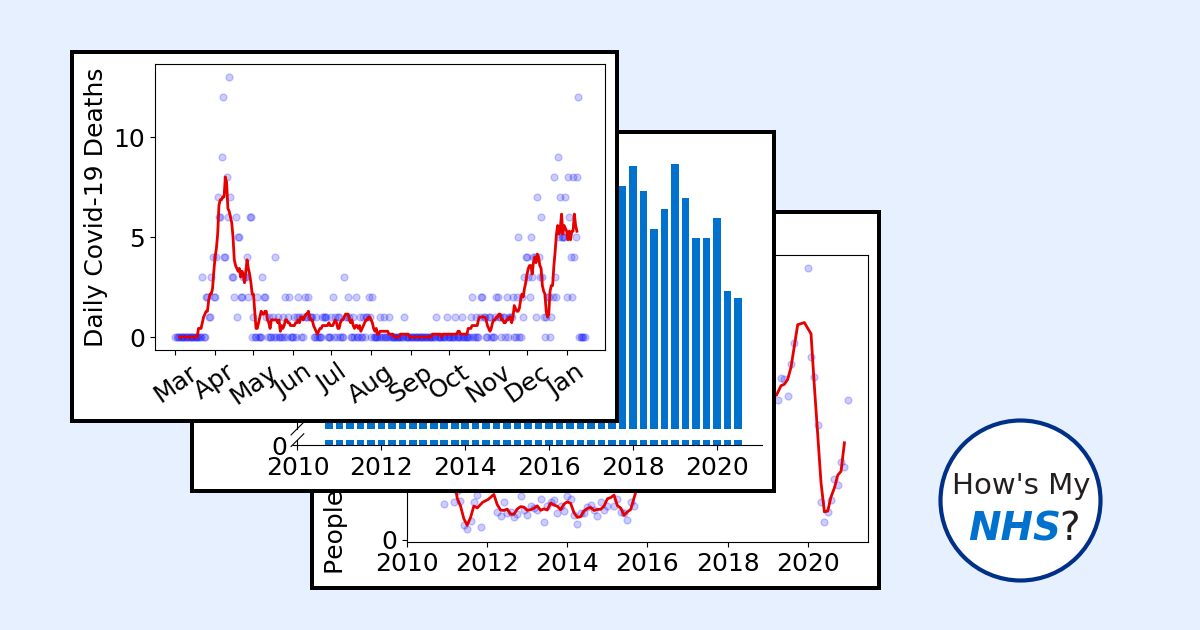 Daily Covid-19 Deaths
10
5
0
Mar Apr May Jun Jul Aug Sep Oct Nov Dec Jan
0
2010 2012 2014 2016 2018 2020
People
0
2010 2012 2014 2016 2018 2020
How's My
NHS?